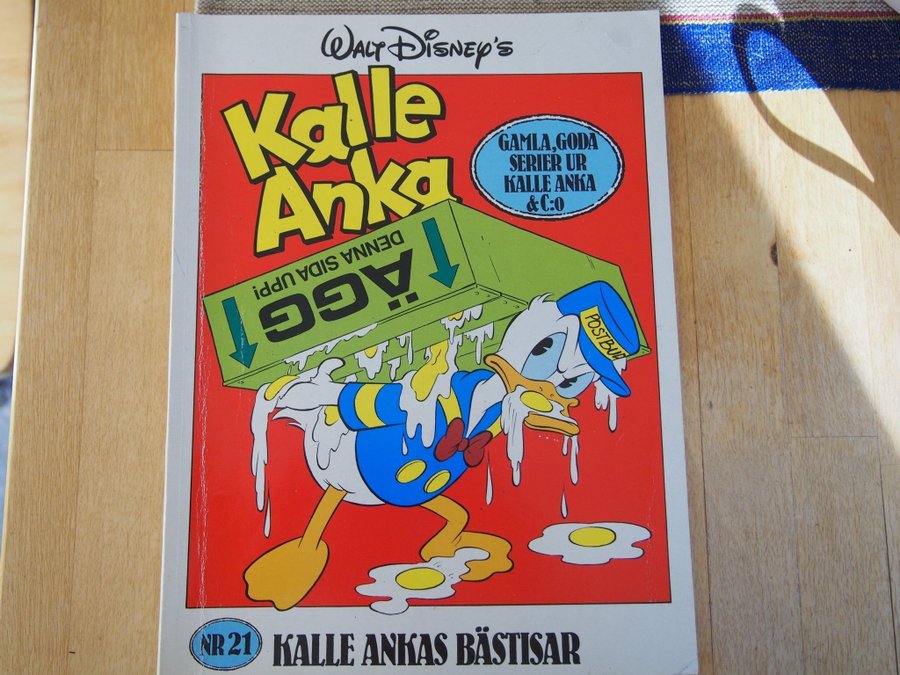 WALT DISNEY'S
Kalle
Anka
GAMLA, GODA
SERIER UR
KALLE ANKA
& C:o
DENNA SIDA UPP!
ÄGG
NR 21
KALLE ANKAS BÄSTISAR